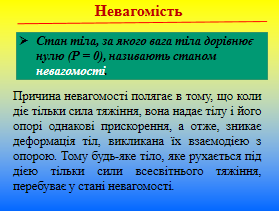 Невагомість
➢ Стан тіла, за якого вага тіла дорівнює
нулю (P = 0), називають станом
невагомості.
Причина невагомості полягає в тому, що коли
діє тільки сила тяжіння, вона надає тілу і його
опорі однакові прискорення, а отже, зникає
деформація тіл, викликана їх взаємодією з
опорою. Тому будь-яке тіло, яке рухається під
дією тільки сили всесвітнього тяжіння,
перебуває у стані невагомості.